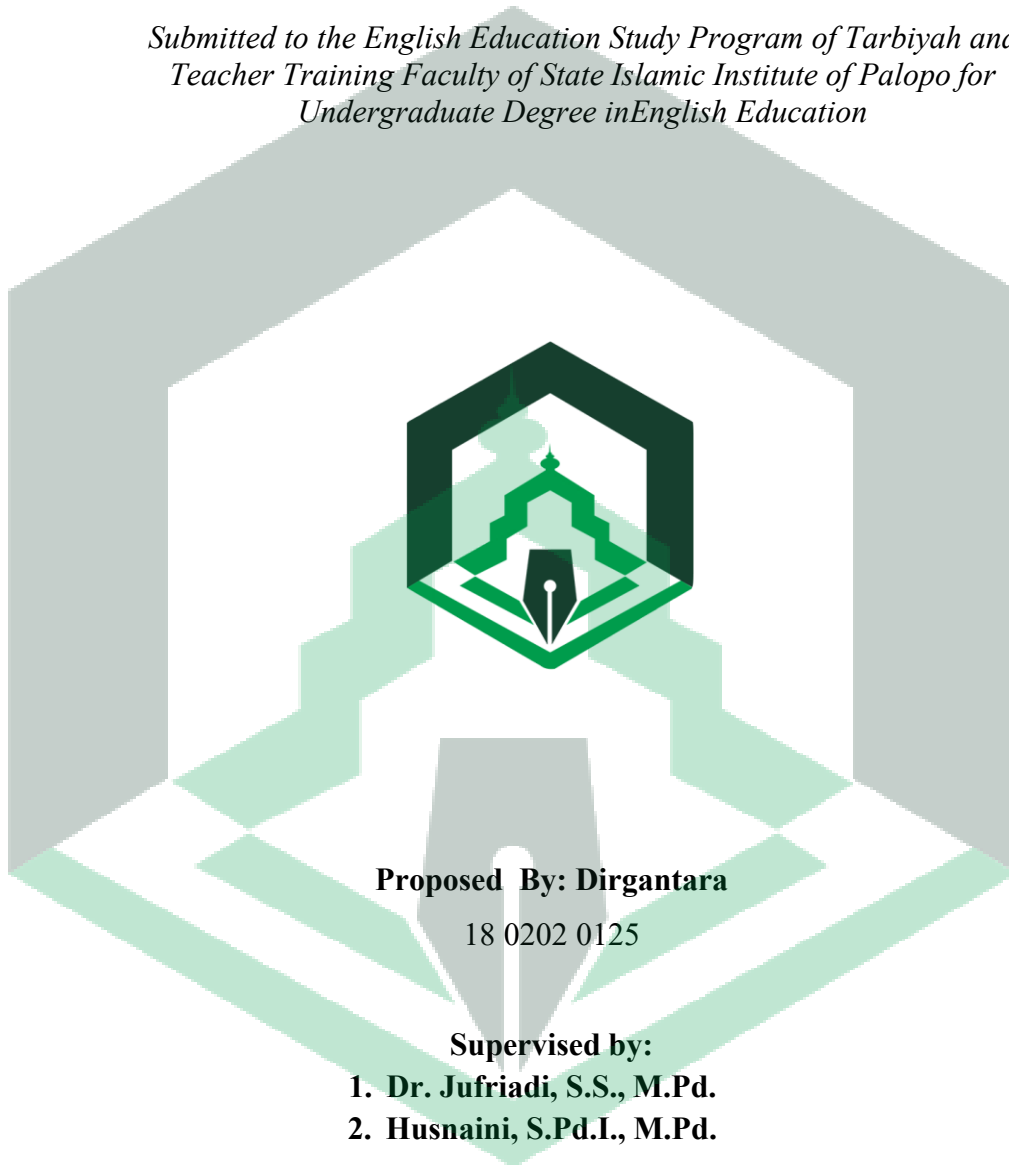 Submitted to the English Education Study Program of Tarbiyah and
Teacher Training Faculty of State Islamic Institute of Palopo for
Undergraduate Degree inEnglish Education
Proposed By: Dirgantara
18 0202 0125
Supervised by:
1. Dr. Jufriadi, S.S., M.Pd.
2. Husnaini, S.Pd.I., M.Pd.